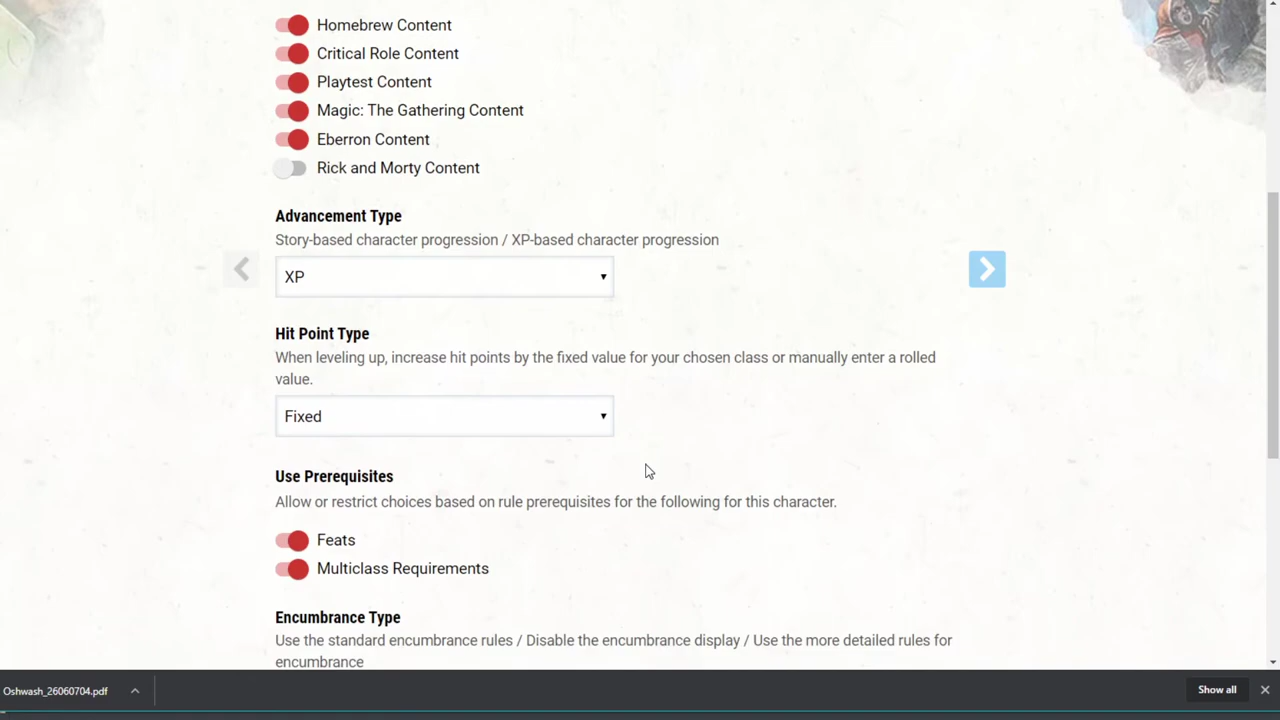 Homebrew Content
Critical Role Content
Playtest Content
Magic: The Gathering Content
Eberron Content
Rick and Morty Content
Advancement Type
Story-based character progression / XP-based character progression
XP
Hit Point Type
When leveling up, increase hit points by the fixed value for your chosen class or manually enter a rolled
value.
Fixed
Use Prerequisites
Allow or restrict choices based on rule prerequisites for the following for this character.
Feats
Multiclass Requirements
Encumbrance Type
Use the standard encumbrance rules / Disable the encumbrance display / Use the more detailed rules for
encumbrance
Oshwash_26060704.pdf
Show all